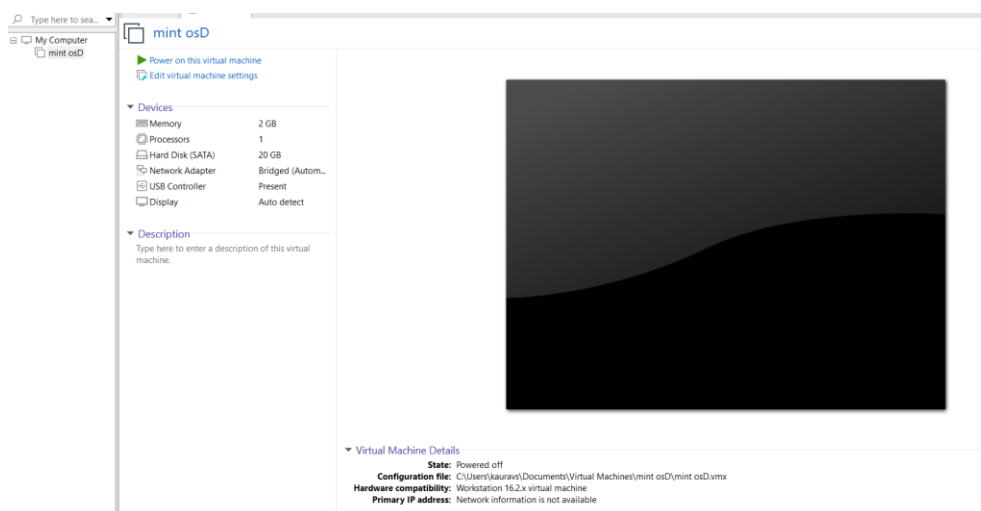 Type here to sea...
My Computer
mint osD
mint osD
Power on this virtual machine
Edit virtual machine settings
Devices
Memory 2 GB
Processors 1
Hard Disk (SATA) 20 GB
Network Adapter Bridged (Autom...
USB Controller Present
Display Auto detect
Description
Type here to enter a description of this virtual
machine.
Virtual Machine Details
State: Powered off
Configuration file: C:\Users\kauravs\Documents\Virtual Machines\mint osD\mint osD.vmx
Hardware compatibility: Workstation 16.2.x virtual machine
Primary IP address: Network information is not available